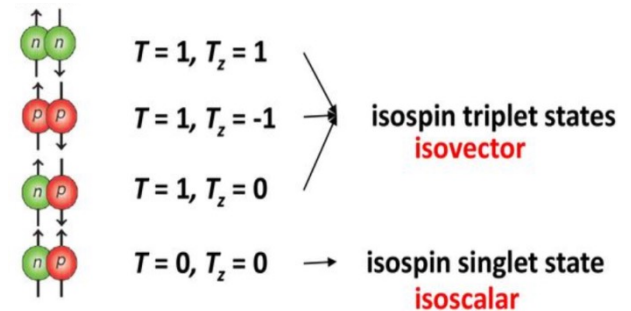 n n T = 1, T_z = 1
p p T = 1, T_z = -1
isospin triplet states
isovector
n p T = 1, T_z = 0
n p T = 0, T_z = 0
isospin singlet state
isoscalar